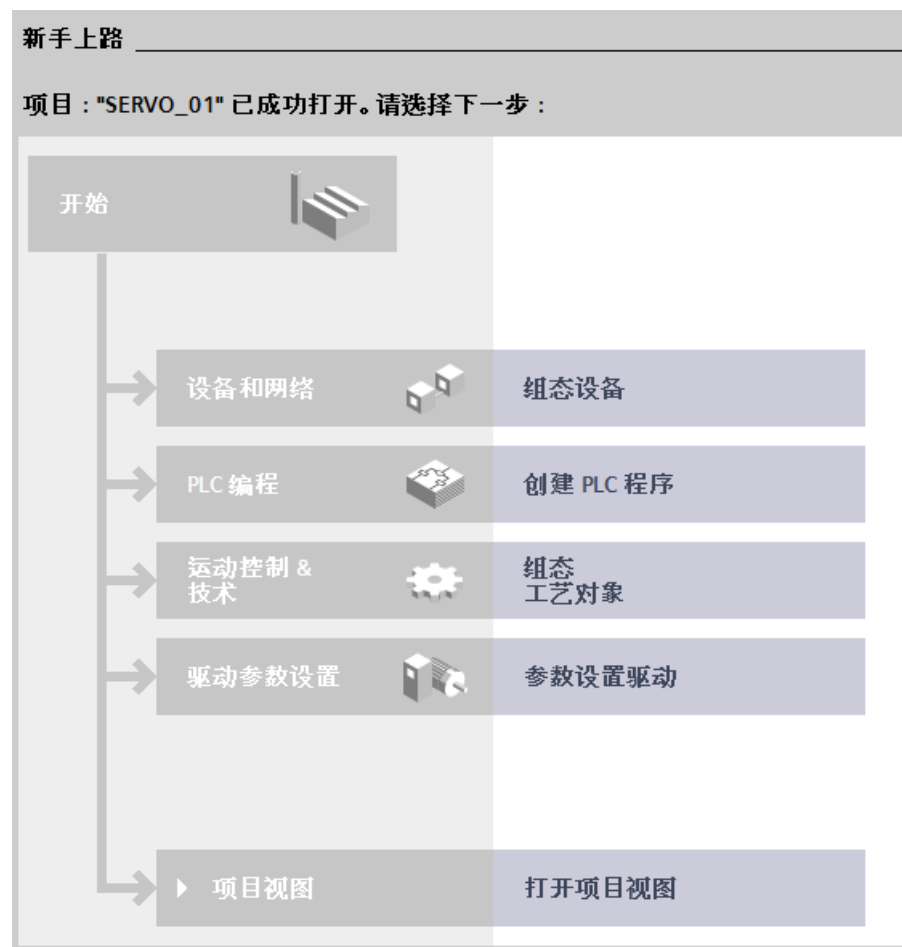 新手上路
项目："SERVO_01" 已成功打开。请选择下一步：
开始
设备和网络
组态设备
PLC 编程
创建 PLC 程序
运动控制 &
技术
组态
工艺对象
驱动参数设置
参数设置驱动
项目视图
打开项目视图